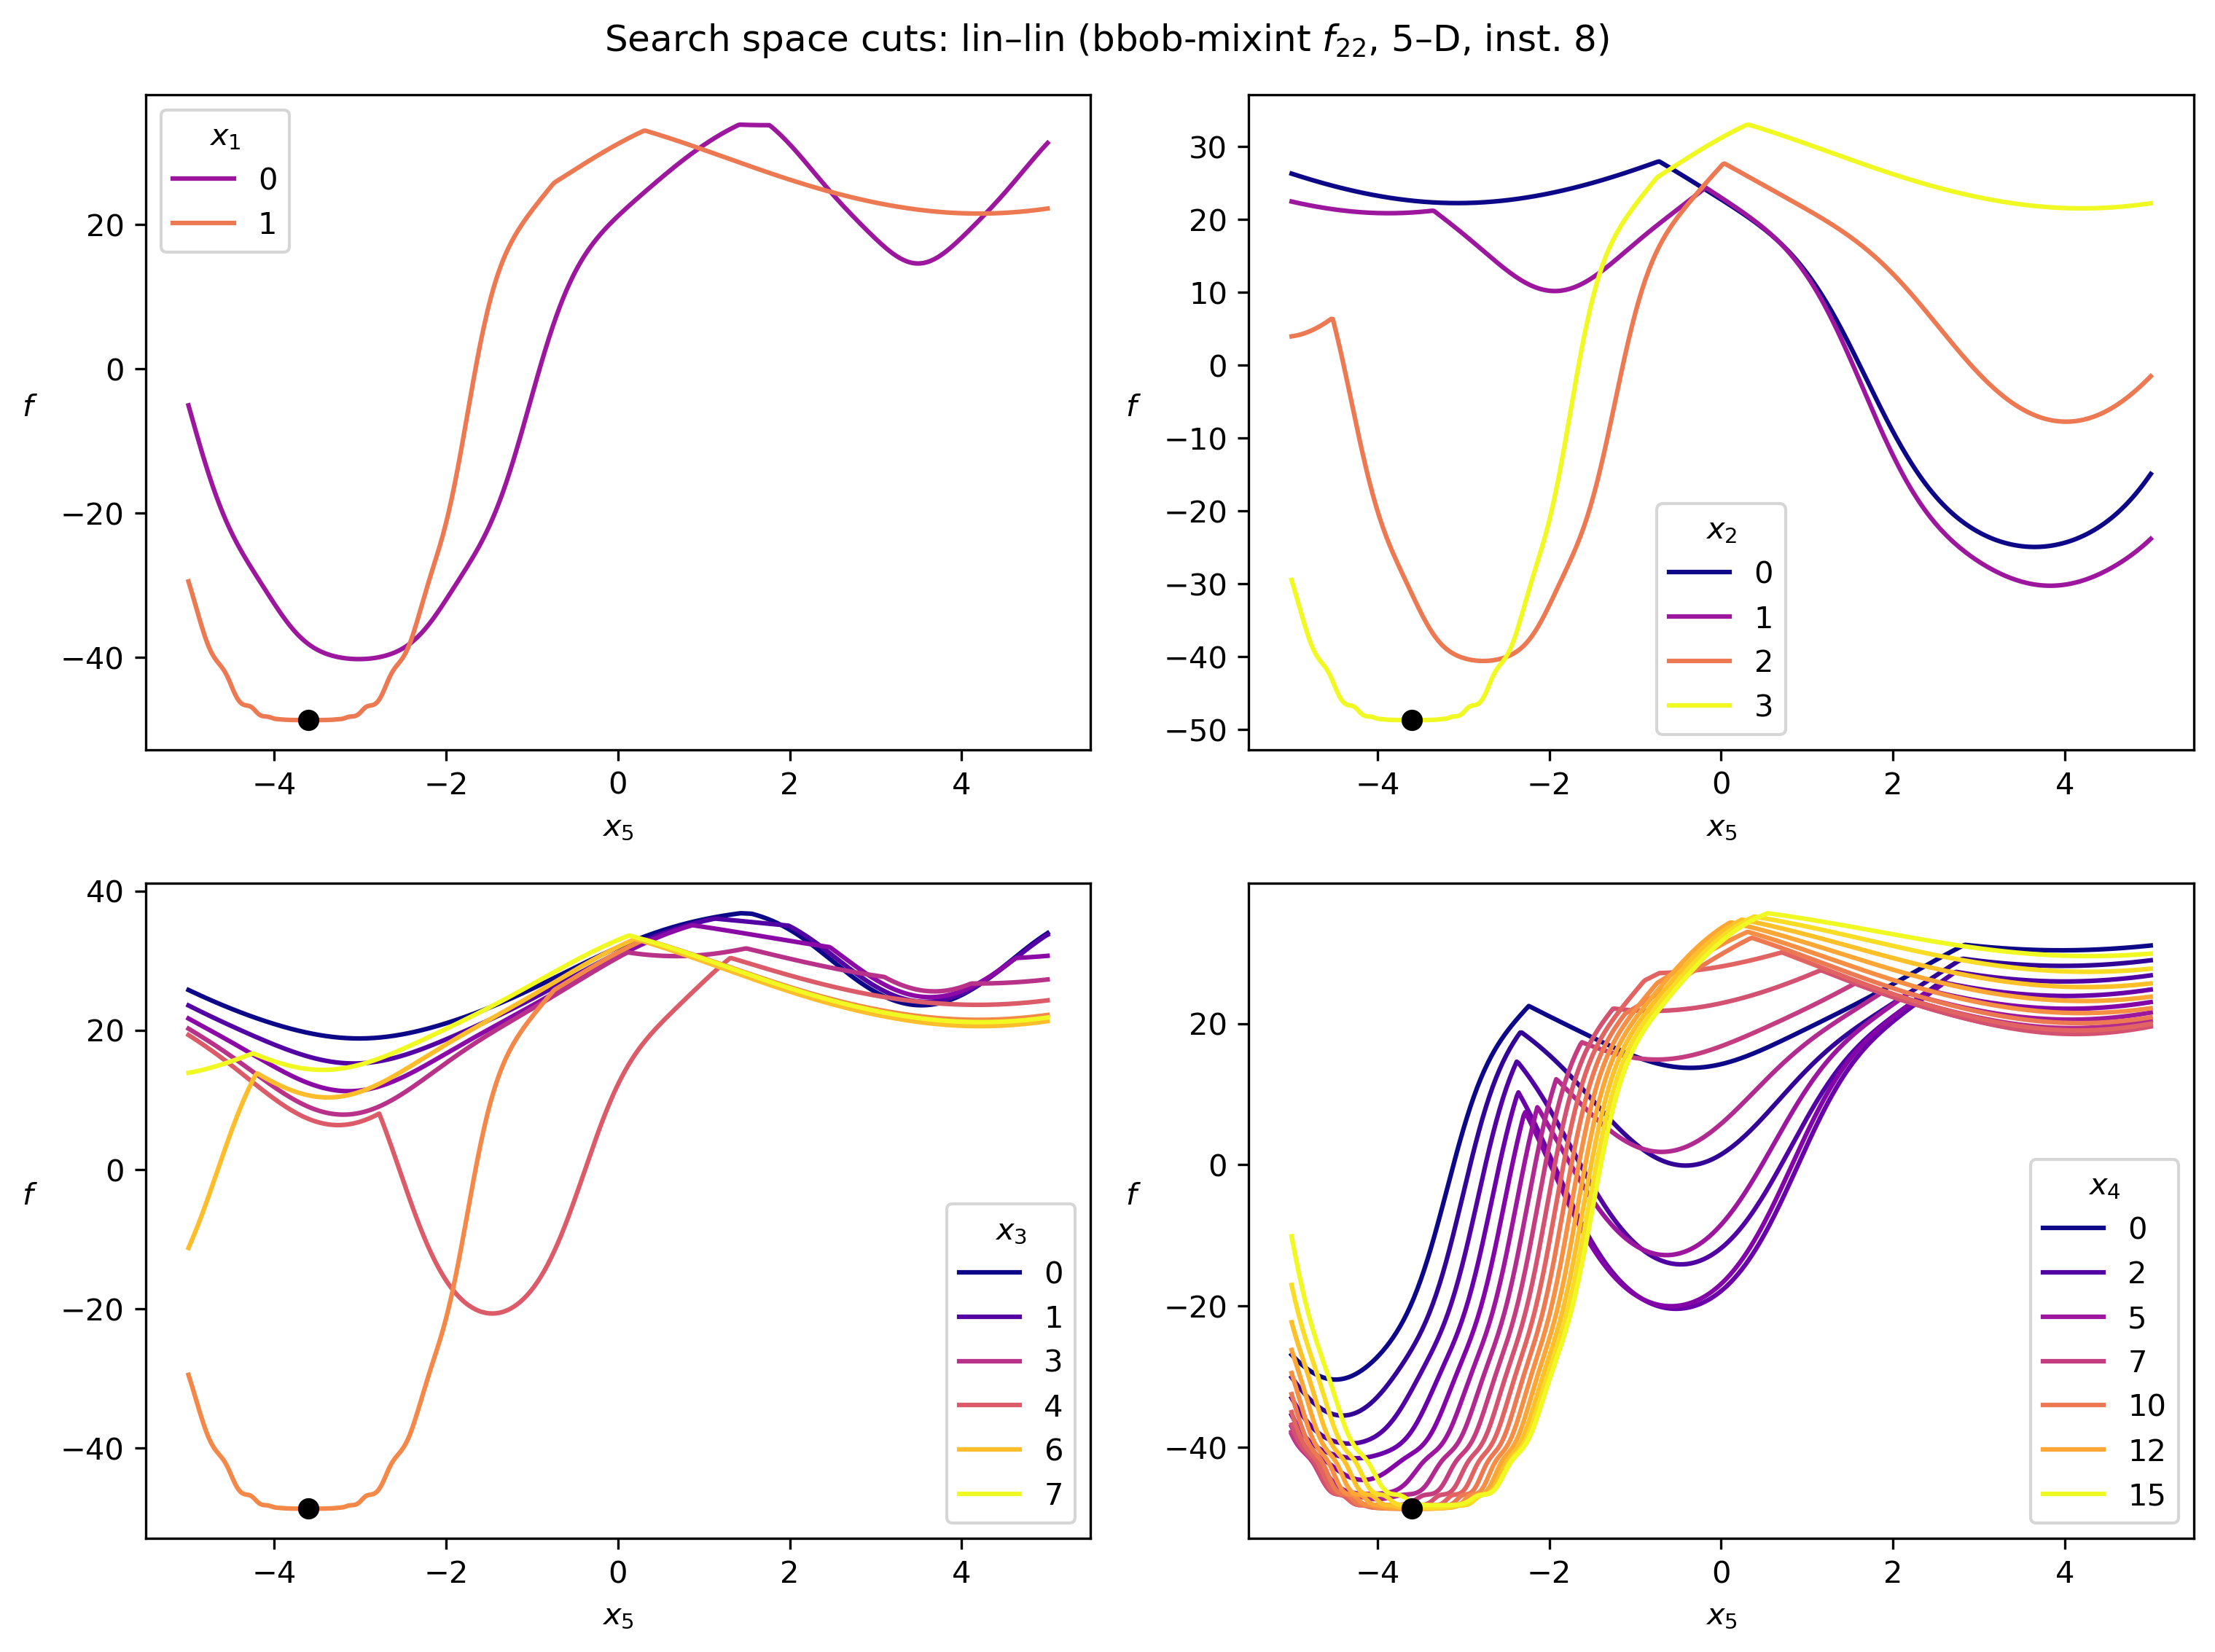 Search space cuts: lin–lin (bbob-mixint f₂₂, 5–D, inst. 8)
x₁
0
1
20
0
−20
−40
f
−4 −2 0 2 4
x₅
30
20
10
0
−10
−20
−30
−40
−50
f
x₂
0
1
2
3
−4 −2 0 2 4
x₅
40
20
0
−20
−40
f
x₃
0
1
3
4
6
7
−4 −2 0 2 4
x₅
20
0
−20
−40
f
x₄
0
2
5
7
10
12
15
−4 −2 0 2 4
x₅